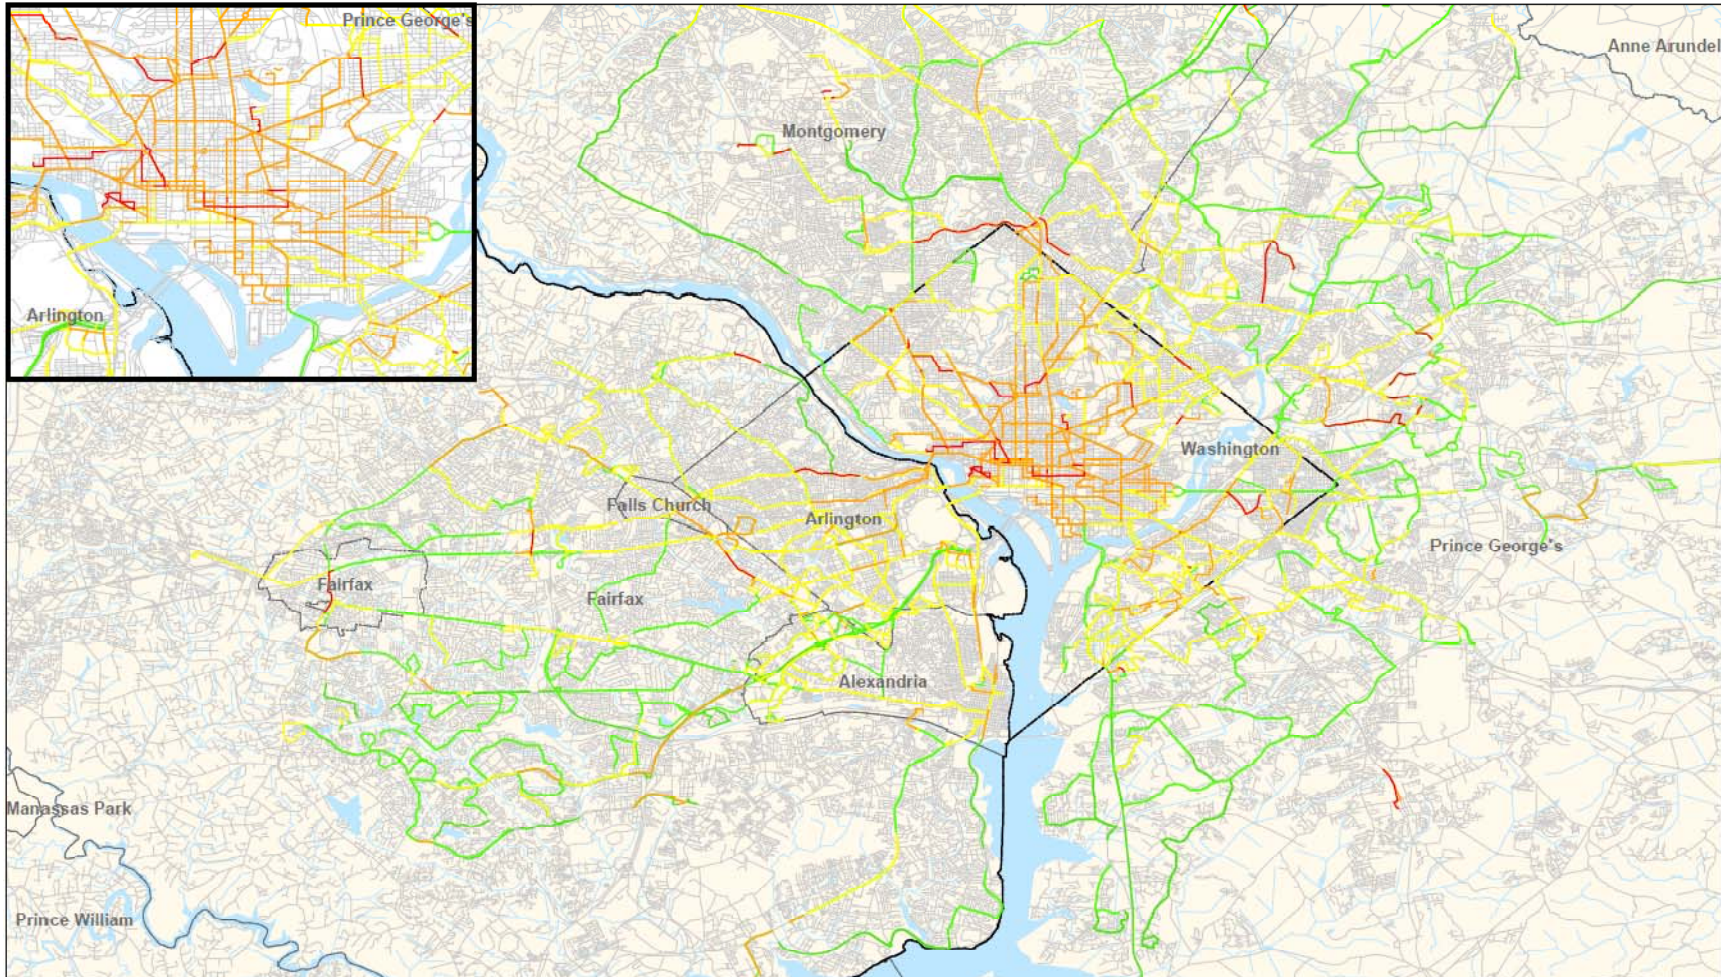 Prince George's
Arlington
Anne Arundel
Montgomery
Washington
Falls Church
Arlington
Prince George's
Fairfax
Fairfax
Alexandria
Manassas Park
Prince William